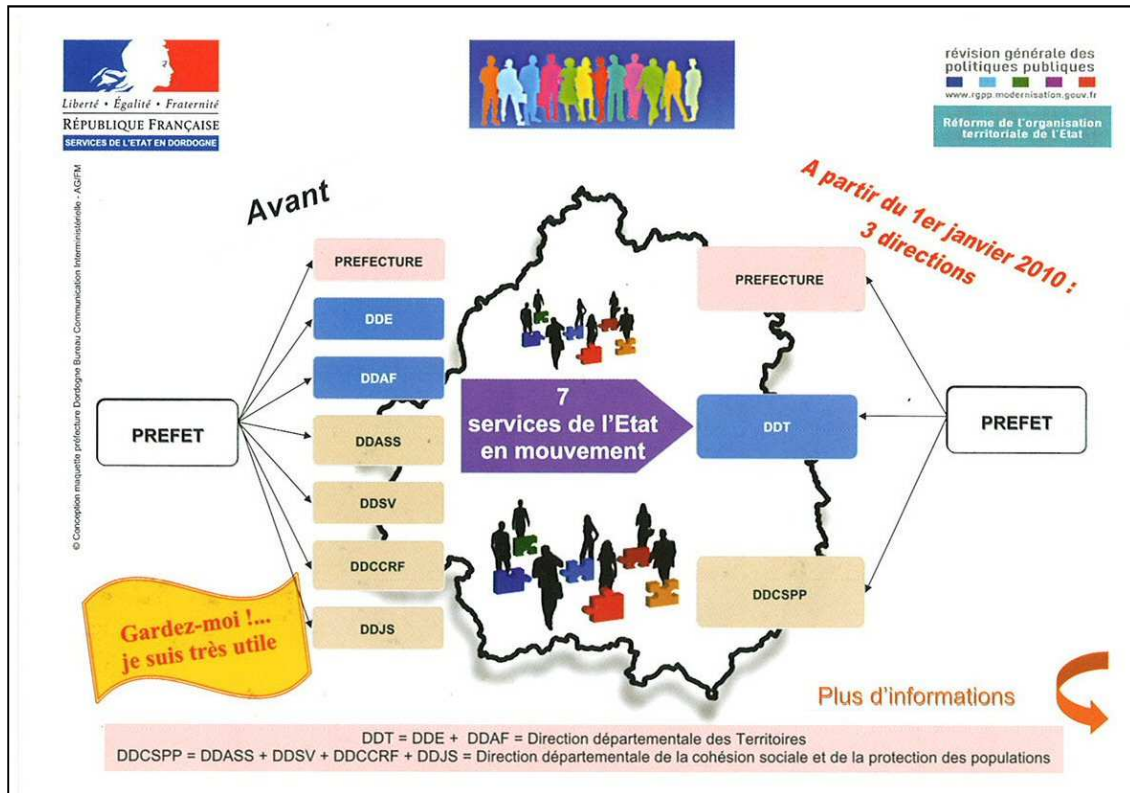 Liberté • Égalité • Fraternité
RÉPUBLIQUE FRANÇAISE
SERVICES DE L'ETAT EN DORDOGNE
révision générale des
politiques publiques
www.rgpp.modernisation.gouv.fr
Réforme de l'organisation
territoriale de l'Etat
© Conception maquette préfecture Dordogne Bureau Communication Interministérielle - AG/FM
Avant
A partir du 1er janvier 2010 :
3 directions
PREFET
PREFECTURE
DDE
DDAF
DDASS
DDSV
DDCCRF
DDJS
7
services de l'Etat
en mouvement
PREFECTURE
DDT
DDCSPP
PREFET
Gardez-moi !...
je suis très utile
Plus d'informations
DDT = DDE + DDAF = Direction départementale des Territoires
DDCSPP = DDASS + DDSV + DDCCRF + DDJS = Direction départementale de la cohésion sociale et de la protection des populations